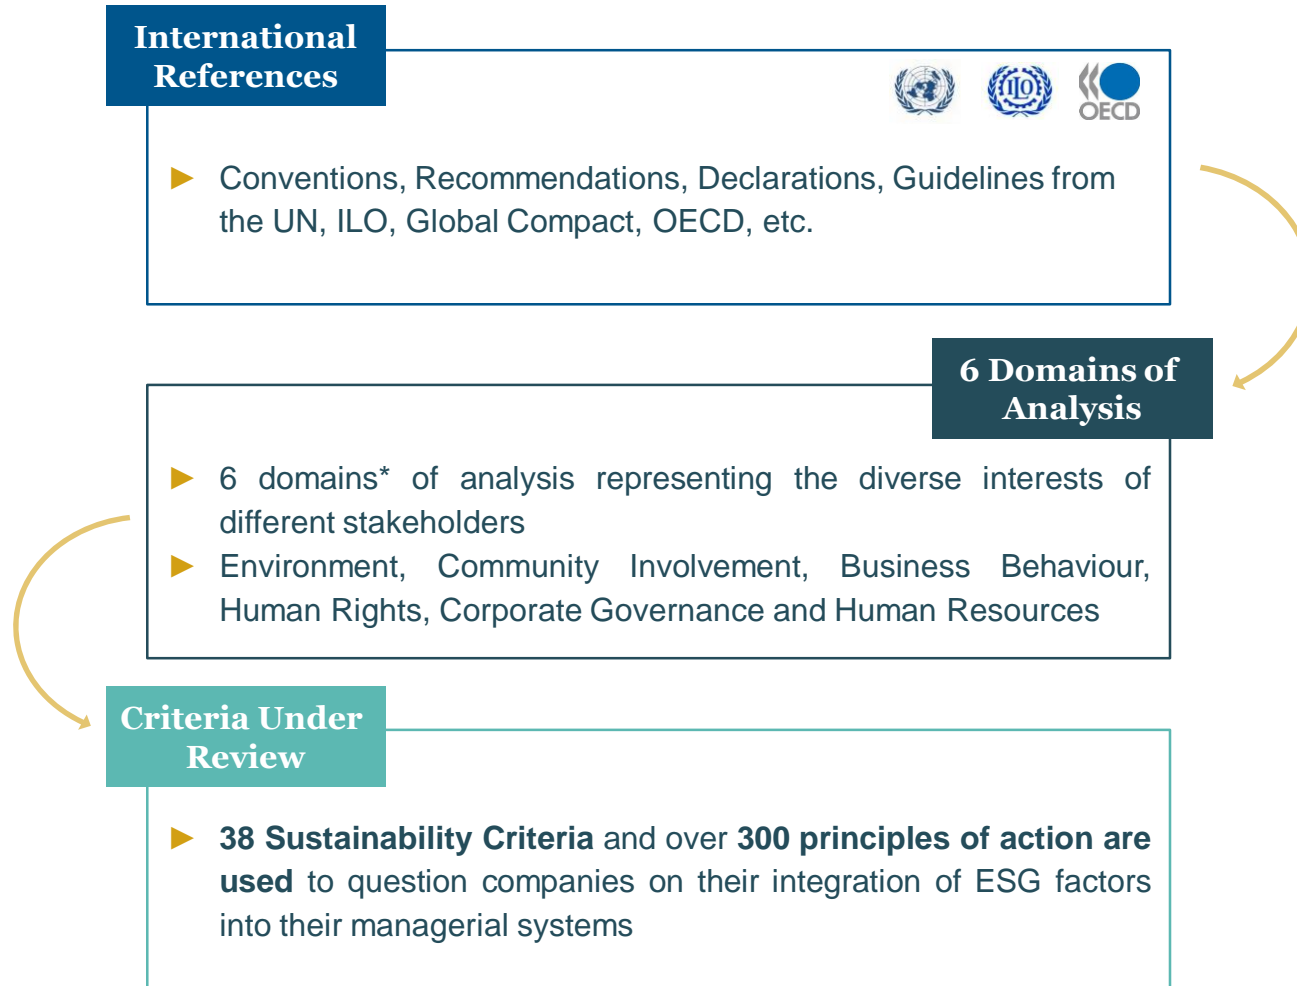 International
References
ILO
OECD
► Conventions, Recommendations, Declarations, Guidelines from
the UN, ILO, Global Compact, OECD, etc.
6 Domains of
Analysis
► 6 domains* of analysis representing the diverse interests of
different stakeholders
► Environment, Community Involvement, Business Behaviour,
Human Rights, Corporate Governance and Human Resources
Criteria Under
Review
► 38 Sustainability Criteria and over 300 principles of action are
used to question companies on their integration of ESG factors
into their managerial systems